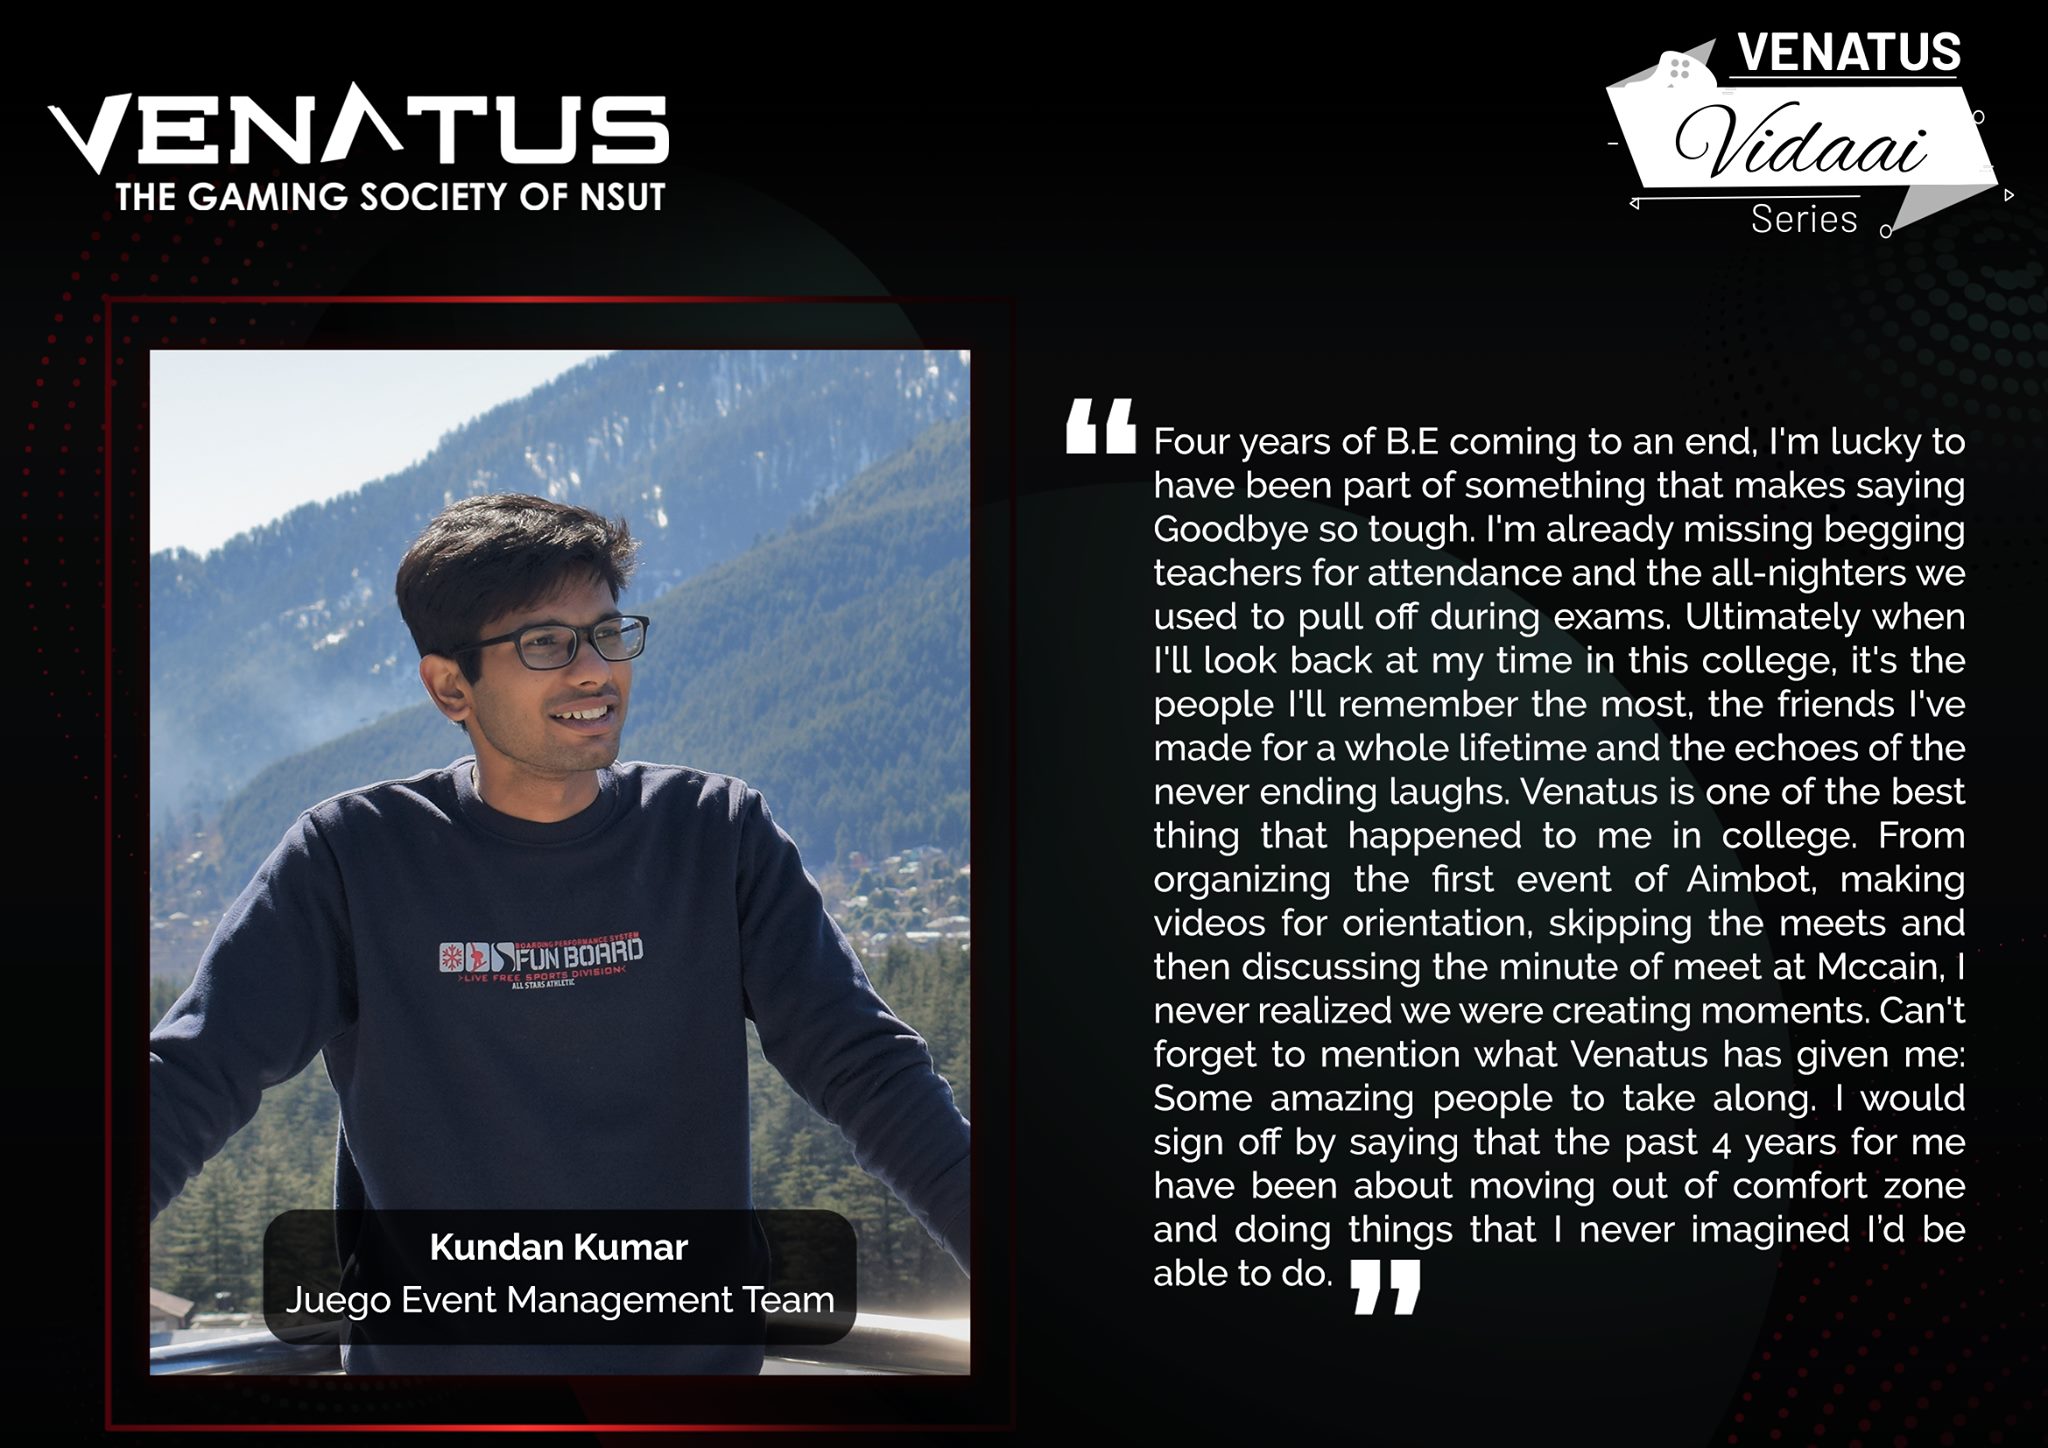 VENATUS
THE GAMING SOCIETY OF NSUT
VENATUS
Vidaai
Series
Four years of B.E coming to an end, I'm lucky to
have been part of something that makes saying
Goodbye so tough. I'm already missing begging
teachers for attendance and the all-nighters we
used to pull off during exams. Ultimately when
I'll look back at my time in this college, it's the
people I'll remember the most, the friends I've
made for a whole lifetime and the echoes of the
never ending laughs. Venatus is one of the best
thing that happened to me in college. From
organizing the first event of Aimbot, making
videos for orientation, skipping the meets and
then discussing the minute of meet at Mccain, I
never realized we were creating moments. Can't
forget to mention what Venatus has given me:
Some amazing people to take along. I would
sign off by saying that the past 4 years for me
have been about moving out of comfort zone
and doing things that I never imagined I’d be
able to do.
BOARDING PERFORMANCE SYSTEM
FUN BOARD
>LIVE FREE SPORTS DIVISION<
ALL STARS ATHLETIC
Kundan Kumar
Juego Event Management Team